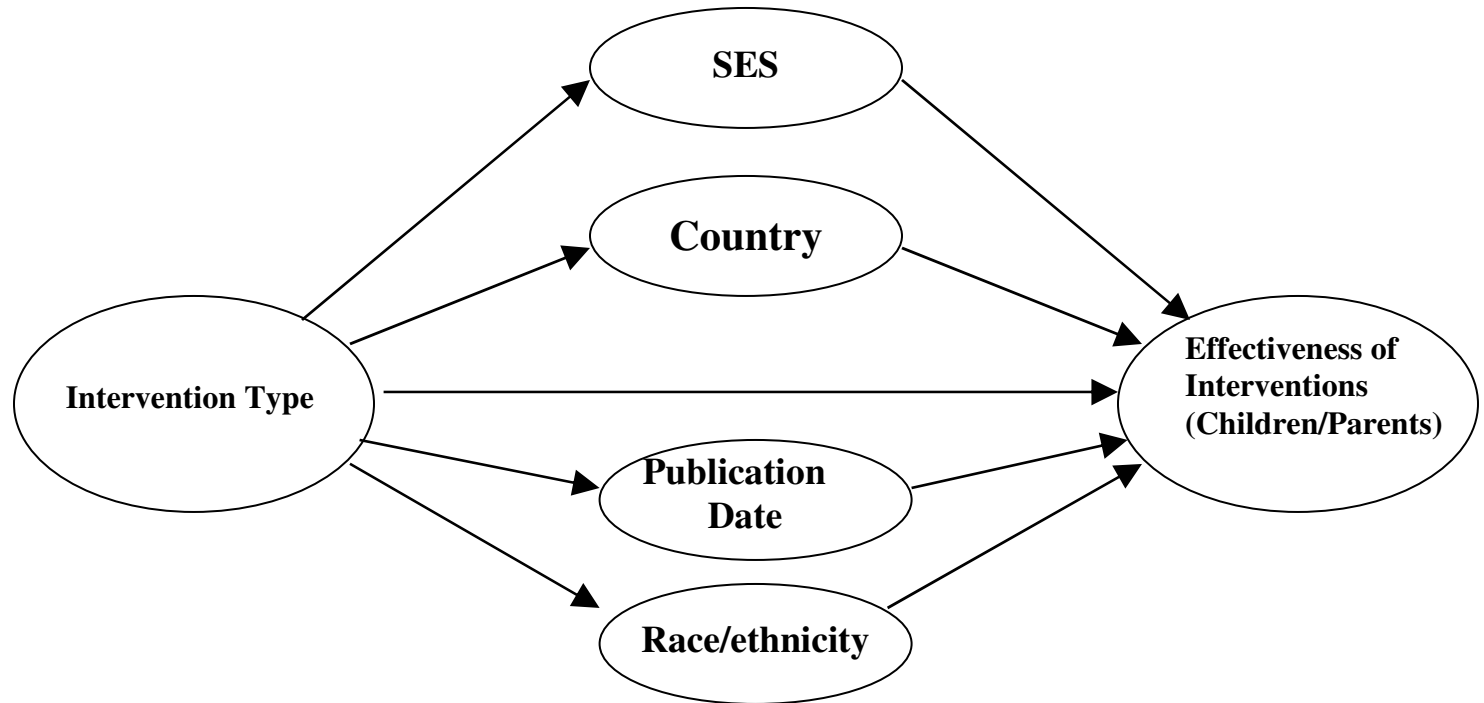 SES
Country
Intervention Type
Effectiveness of
Interventions
(Children/Parents)
Publication
Date
Race/ethnicity